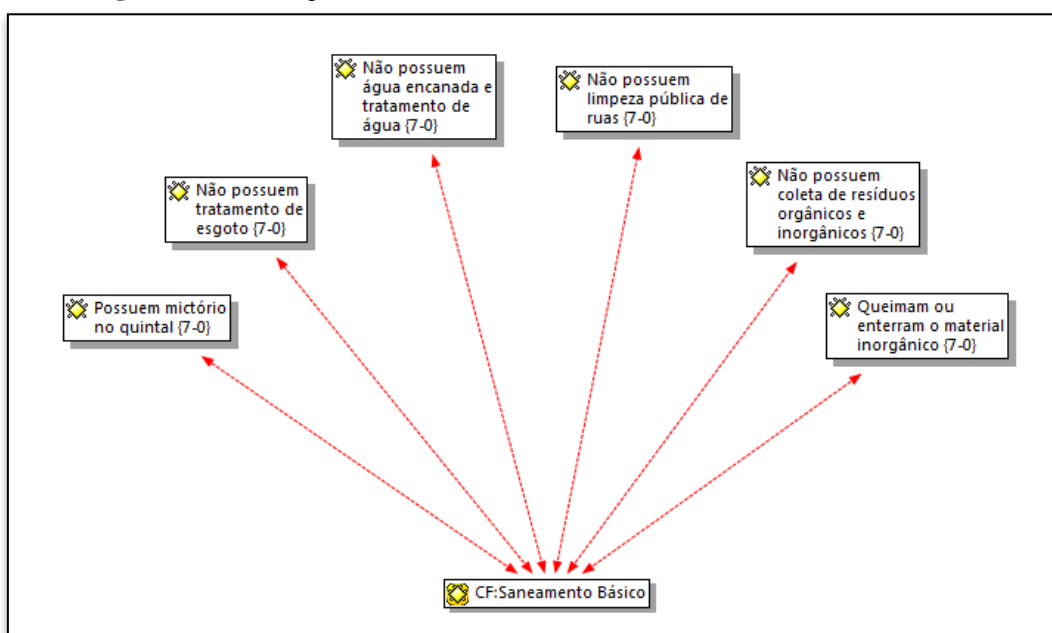 Não possuem
água encanada e
tratamento de
água {7-0}
Não possuem
limpeza pública de
ruas {7-0}
Não possuem
tratamento de
esgoto {7-0}
Não possuem
coleta de resíduos
orgânicos e
inorgânicos {7-0}
Possuem mictório
no quintal {7-0}
Queimam ou
enterram o material
inorgânico {7-0}
CF:Saneamento Básico